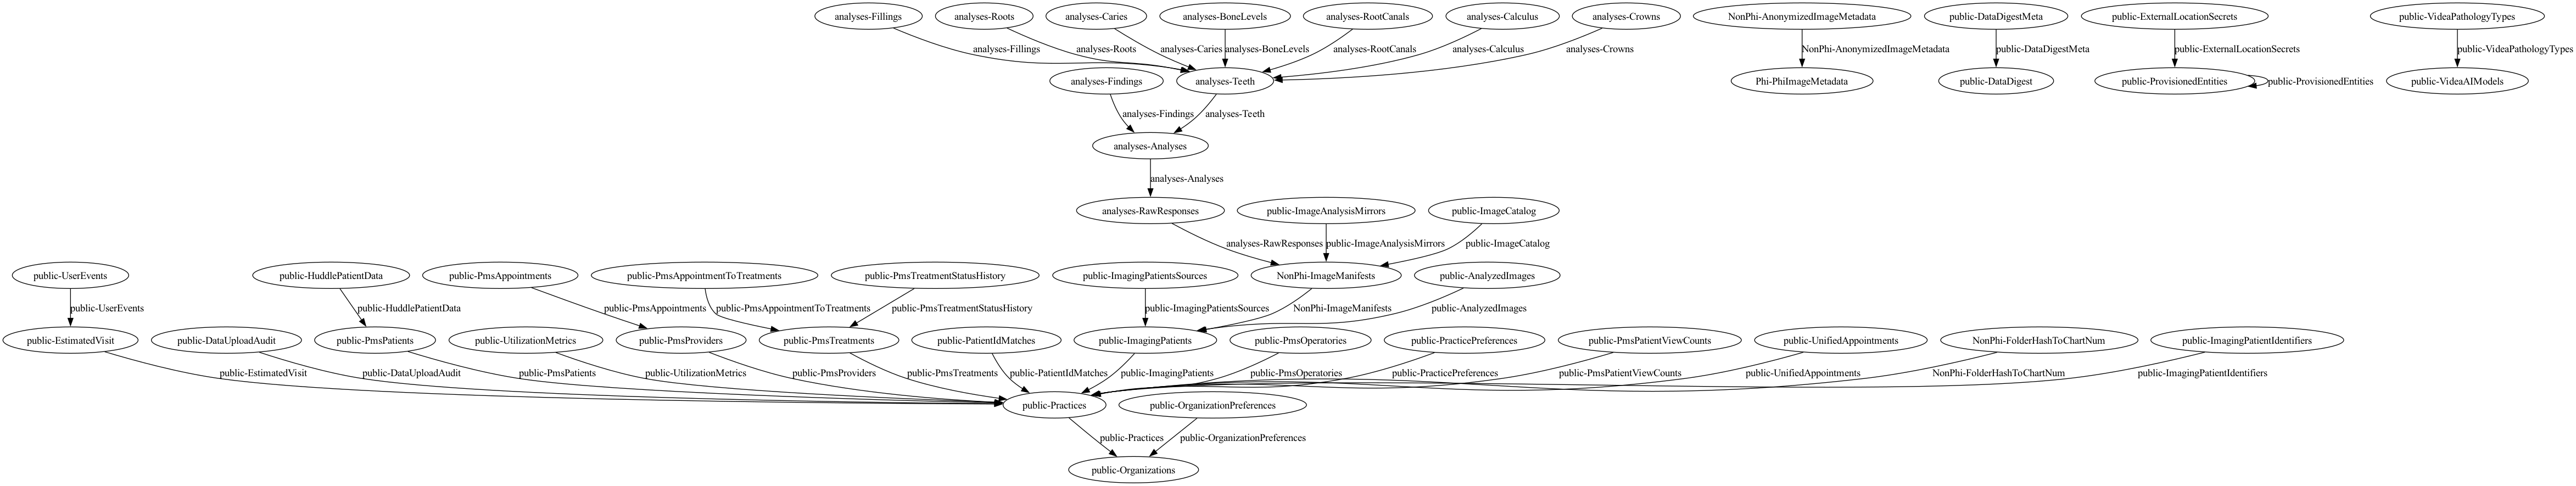 analyses-Fillings
analyses-Roots
analyses-Caries
analyses-BoneLevels
analyses-RootCanals
analyses-Calculus
analyses-Crowns
NonPhi-AnonymizedImageMetadata
public-DataDigestMeta
public-ExternalLocationSecrets
public-VideaPathologyTypes
analyses-Fillings
analyses-Roots
analyses-Caries
analyses-BoneLevels
analyses-RootCanals
analyses-Calculus
analyses-Crowns
NonPhi-AnonymizedImageMetadata
public-DataDigestMeta
public-ExternalLocationSecrets
public-VideaPathologyTypes
analyses-Findings
analyses-Teeth
Phi-PhiImageMetadata
public-DataDigest
public-ProvisionedEntities
public-ProvisionedEntities
public-VideaAIModels
analyses-Findings
analyses-Teeth
analyses-Analyses
analyses-Analyses
analyses-RawResponses
public-ImageAnalysisMirrors
public-ImageCatalog
analyses-RawResponses
public-ImageAnalysisMirrors
public-ImageCatalog
public-UserEvents
public-HuddlePatientData
public-PmsAppointments
public-PmsAppointmentToTreatments
public-PmsTreatmentStatusHistory
public-ImagingPatientsSources
NonPhi-ImageManifests
public-AnalyzedImages
public-UserEvents
public-HuddlePatientData
public-PmsAppointments
public-PmsAppointmentToTreatments
public-PmsTreatmentStatusHistory
public-ImagingPatientsSources
NonPhi-ImageManifests
public-AnalyzedImages
public-EstimatedVisit
public-DataUploadAudit
public-PmsPatients
public-UtilizationMetrics
public-PmsProviders
public-PmsTreatments
public-PatientIdMatches
public-ImagingPatients
public-PmsOperatories
public-PracticePreferences
public-PmsPatientViewCounts
public-UnifiedAppointments
NonPhi-FolderHashToChartNum
public-ImagingPatientIdentifiers
public-EstimatedVisit
public-DataUploadAudit
public-PmsPatients
public-UtilizationMetrics
public-PmsProviders
public-PmsTreatments
public-PatientIdMatches
public-ImagingPatients
public-PmsOperatories
public-PracticePreferences
public-PmsPatientViewCounts
public-UnifiedAppointments
NonPhi-FolderHashToChartNum
public-ImagingPatientIdentifiers
public-Practices
public-OrganizationPreferences
public-Practices
public-OrganizationPreferences
public-Organizations